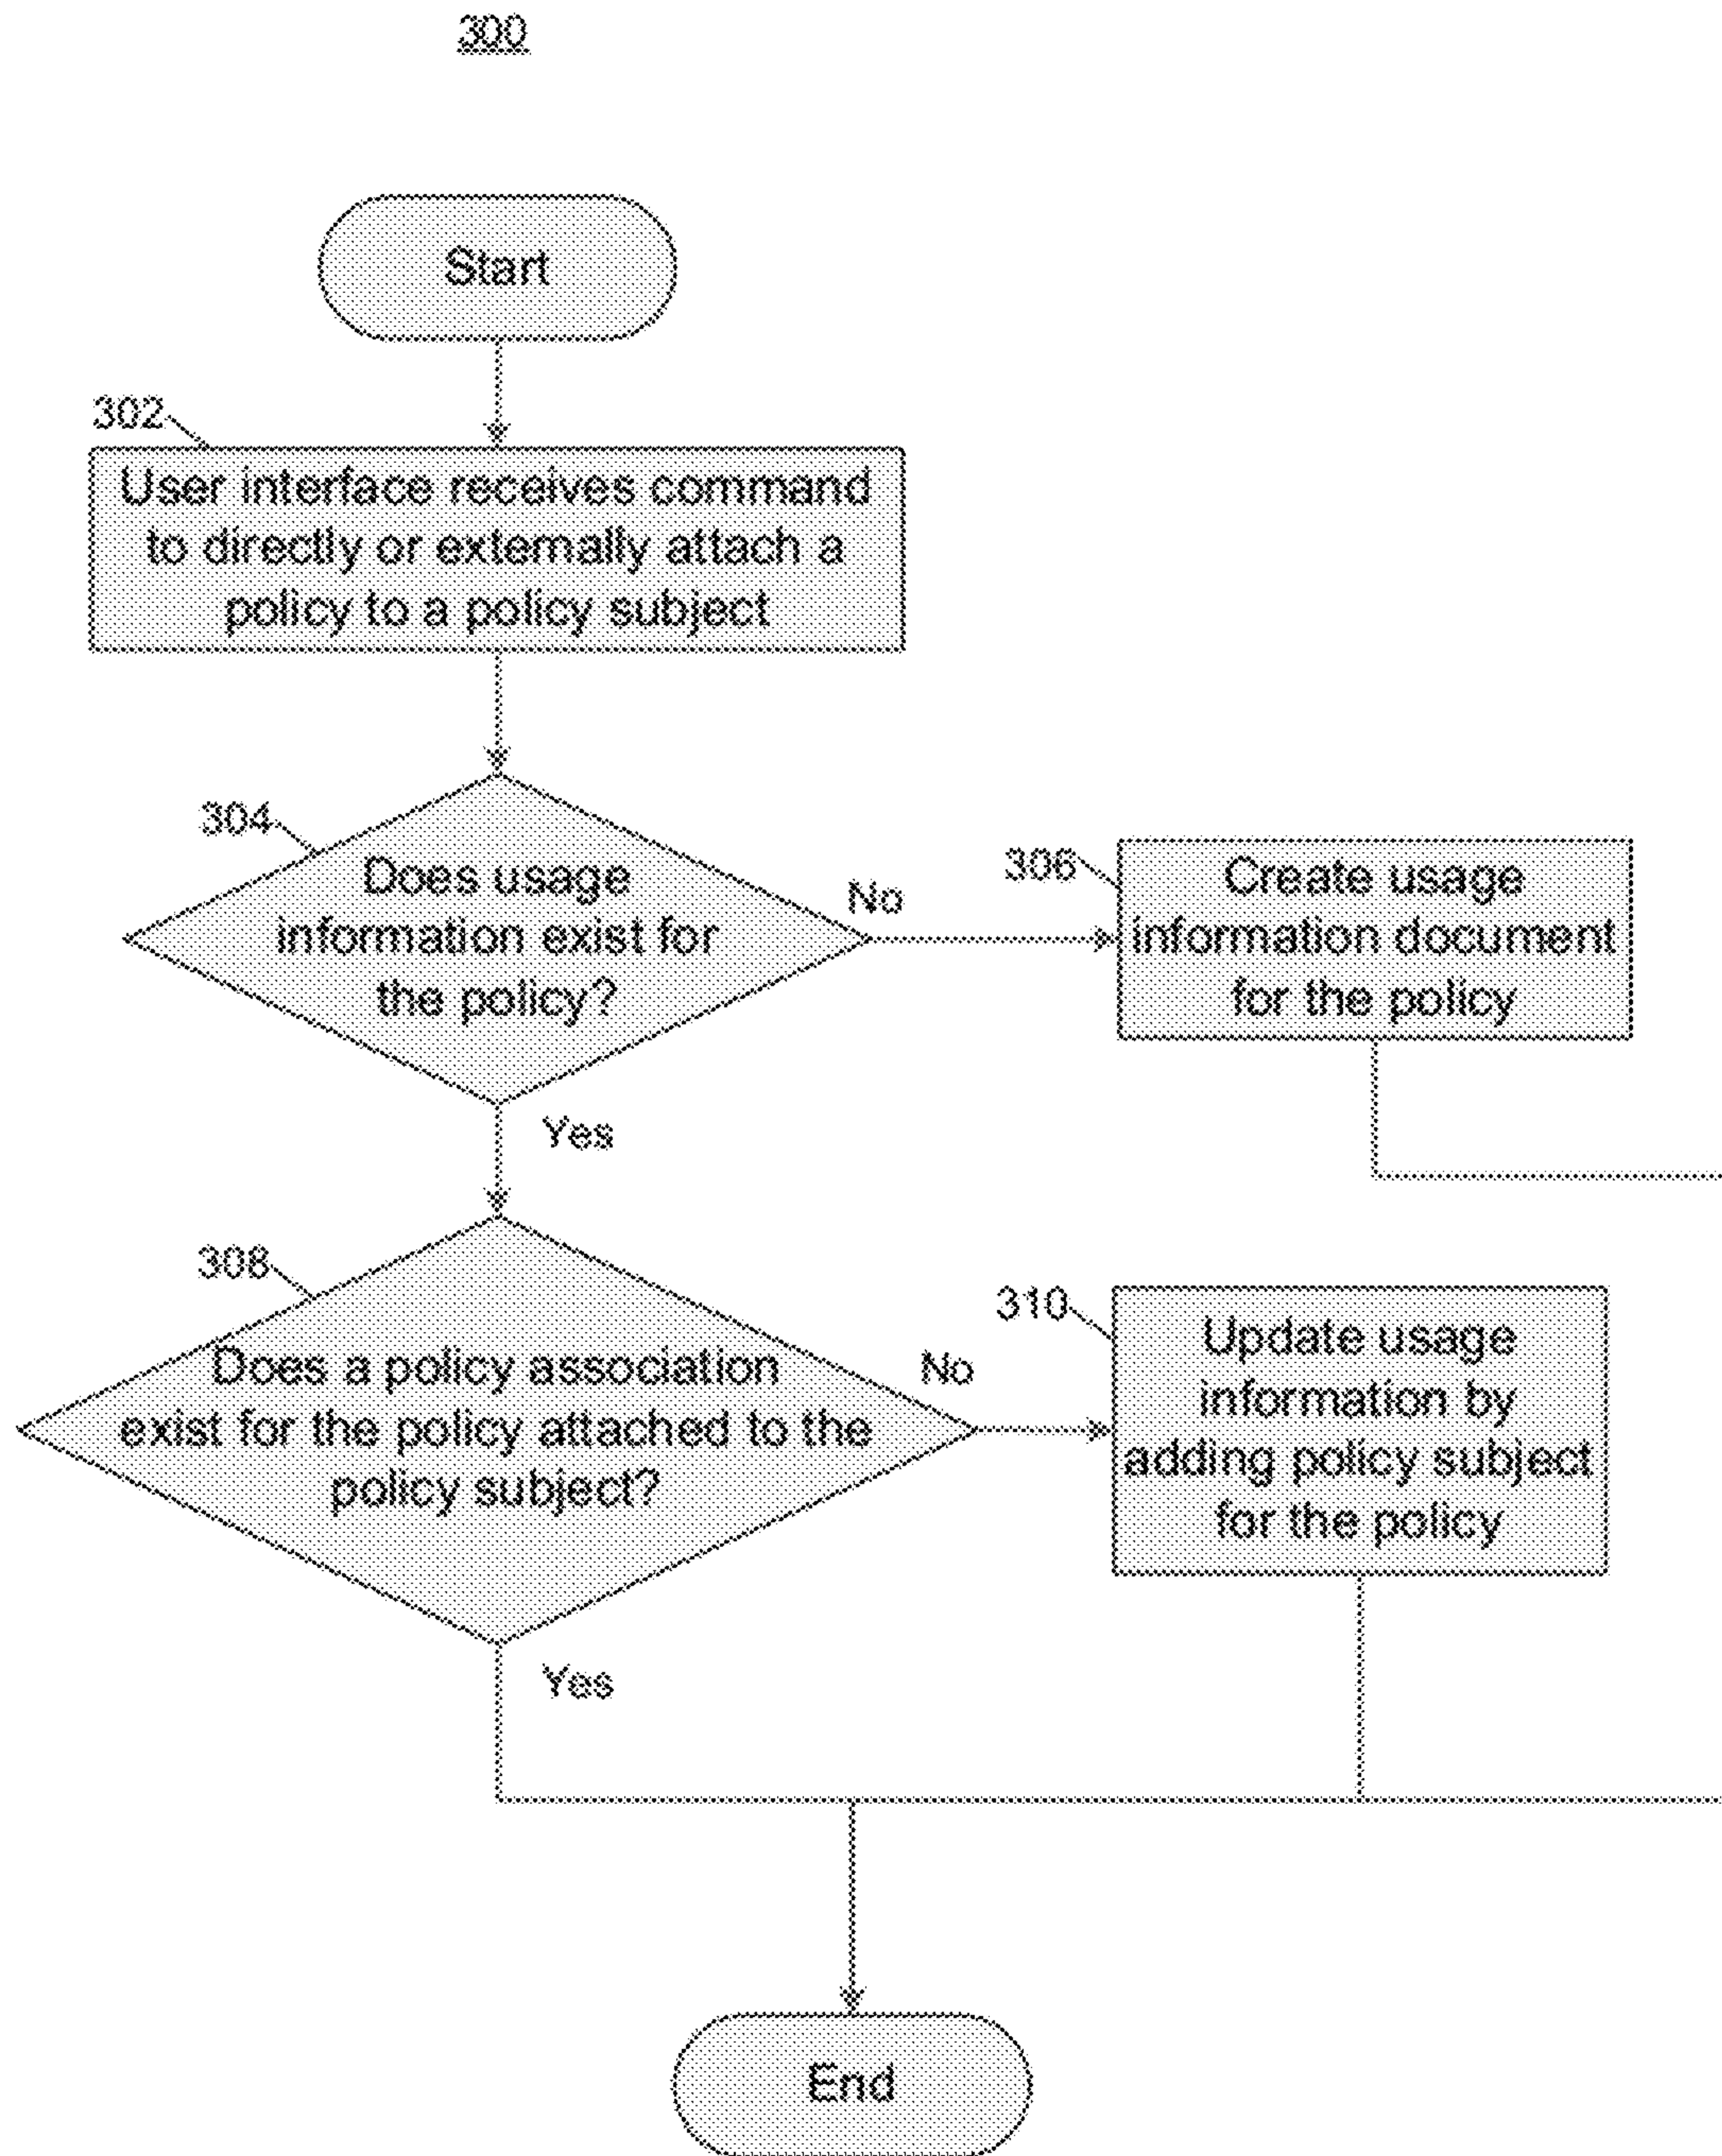 300
Start
302
User interface receives command
to directly or externally attach a
policy to a policy subject
304
Does usage
information exist for
the policy?
No
306
Create usage
information document
for the policy
Yes
308
Does a policy association
exist for the policy attached to the
policy subject?
No
310
Update usage
information by
adding policy subject
for the policy
Yes
End